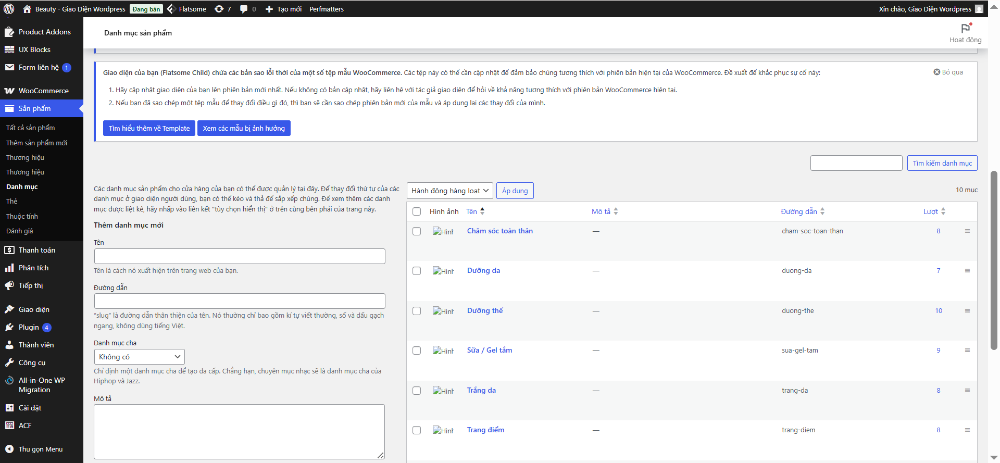 Beauty - Giao Diện Wordpress Đang bán Flatsome 7 0 Tạo mới Perfmatters Xin chào, Giao Diện Wordpress
Product Addons
UX Blocks
Form liên hệ 1
WooCommerce
Sản phẩm
Tất cả sản phẩm
Thêm sản phẩm mới
Thương hiệu
Thương hiệu
Danh mục
Thẻ
Thuộc tính
Đánh giá
Thanh toán
Phân tích
Tiếp thị
Giao diện
Plugin 4
Thành viên
Công cụ
All-in-One WP
Migration
Cài đặt
ACF
Thu gọn Menu
Danh mục sản phẩm
Hoạt động
Giao diện của bạn (Flatsome Child) chứa các bản sao lỗi thời của một số tệp mẫu WooCommerce. Các tệp này có thể cần cập nhật để đảm bảo chúng tương thích với phiên bản hiện tại của WooCommerce. Đề xuất để khắc phục sự cố này:
Bỏ qua
1. Hãy cập nhật giao diện của bạn lên phiên bản mới nhất. Nếu không có bản cập nhật, hãy liên hệ với tác giả giao diện để hỏi về khả năng tương thích với phiên bản WooCommerce hiện tại.
2. Nếu bạn đã sao chép một tệp mẫu để thay đổi điều gì đó, thì bạn sẽ cần sao chép phiên bản mới của mẫu và áp dụng lại các thay đổi của mình.
Tìm hiểu thêm về Template Xem các mẫu bị ảnh hưởng
Tìm kiếm danh mục
Các danh mục sản phẩm cho cửa hàng của bạn có thể được quản lý tại đây. Để thay đổi thứ tự của các
danh mục ở giao diện người dùng, bạn có thể kéo và thả để sắp xếp chúng. Để xem thêm các danh
mục được liệt kê, hãy nhấp vào liên kết "tùy chọn hiển thị" ở trên cùng bên phải của trang này.
Thêm danh mục mới
Tên
Tên là cách nó xuất hiện trên trang web của bạn.
Đường dẫn
“slug” là đường dẫn thân thiện của tên. Nó thường chỉ bao gồm kí tự viết thường, số và dấu gạch
ngang, không dùng tiếng Việt.
Danh mục cha
Không có
Chỉ định một danh mục cha để tạo đa cấp. Chẳng hạn, chuyên mục nhạc sẽ là danh mục cha của
Hiphop và Jazz.
Mô tả
Hành động hàng loạt Áp dụng 10 mục
Hình ảnh Tên Mô tả Đường dẫn Lượt
Hình Chăm sóc toàn thân — cham-soc-toan-than 8
Hình Dưỡng da — duong-da 7
Hình Dưỡng thể — duong-the 10
Hình Sữa / Gel tắm — sua-gel-tam 9
Hình Trắng da — trang-da 8
Hình Trang điểm — trang-diem 8